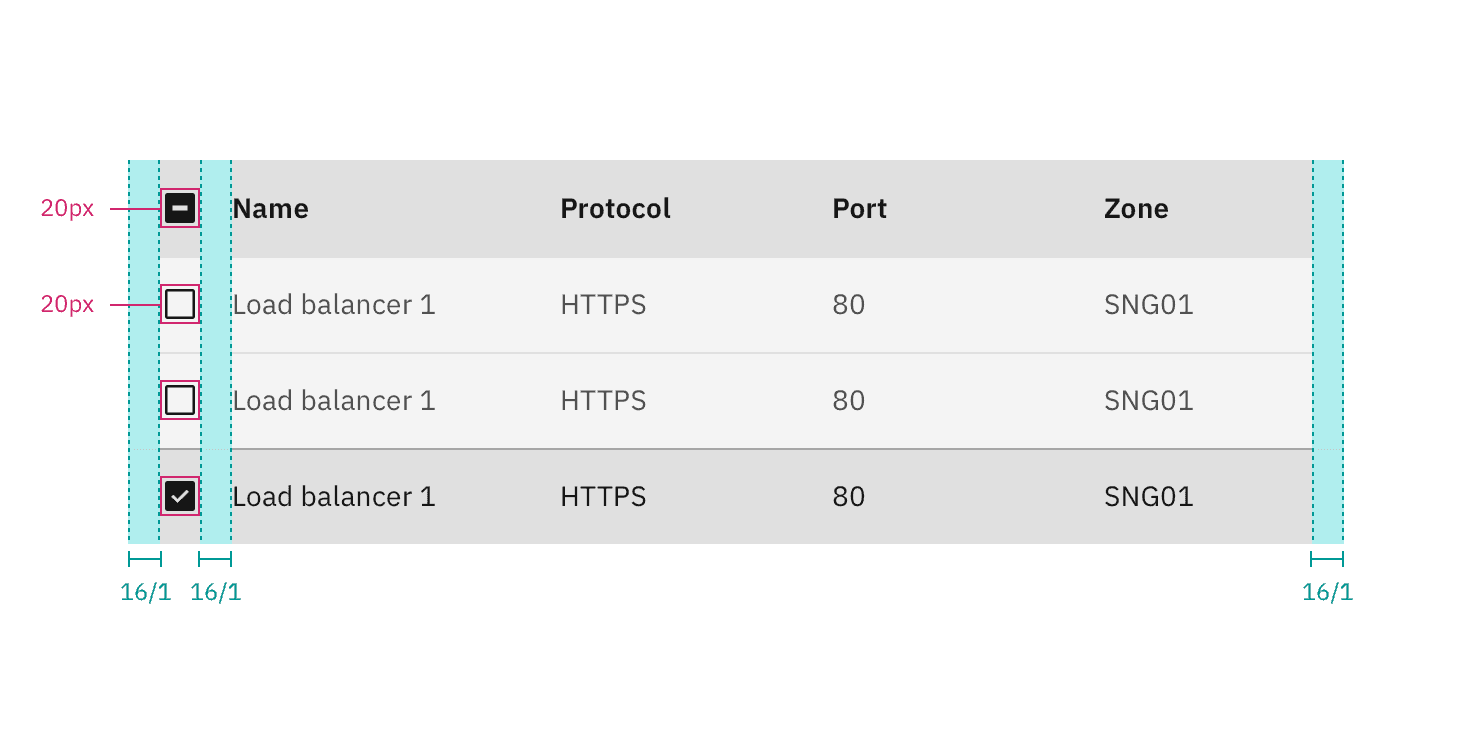 20px Name Protocol Port Zone
20px Load balancer 1 HTTPS 80 SNG01
Load balancer 1 HTTPS 80 SNG01
Load balancer 1 HTTPS 80 SNG01
16/1 16/1 16/1